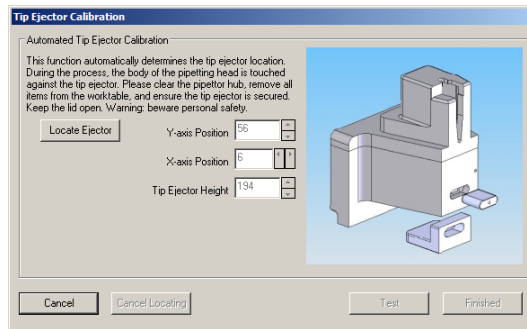 Tip Ejector Calibration
Automated Tip Ejector Calibration
This function automatically determines the tip ejector location.
During the process, the body of the pipetting head is touched
against the tip ejector. Please clear the pipettor hub, remove all
items from the worktable, and ensure the tip ejector is secured.
Keep the lid open. Warning: beware personal safety.
Locate Ejector
Y-axis Position 56
X-axis Position 6
Tip Ejector Height 194
Cancel Cancel Locating Test Finished